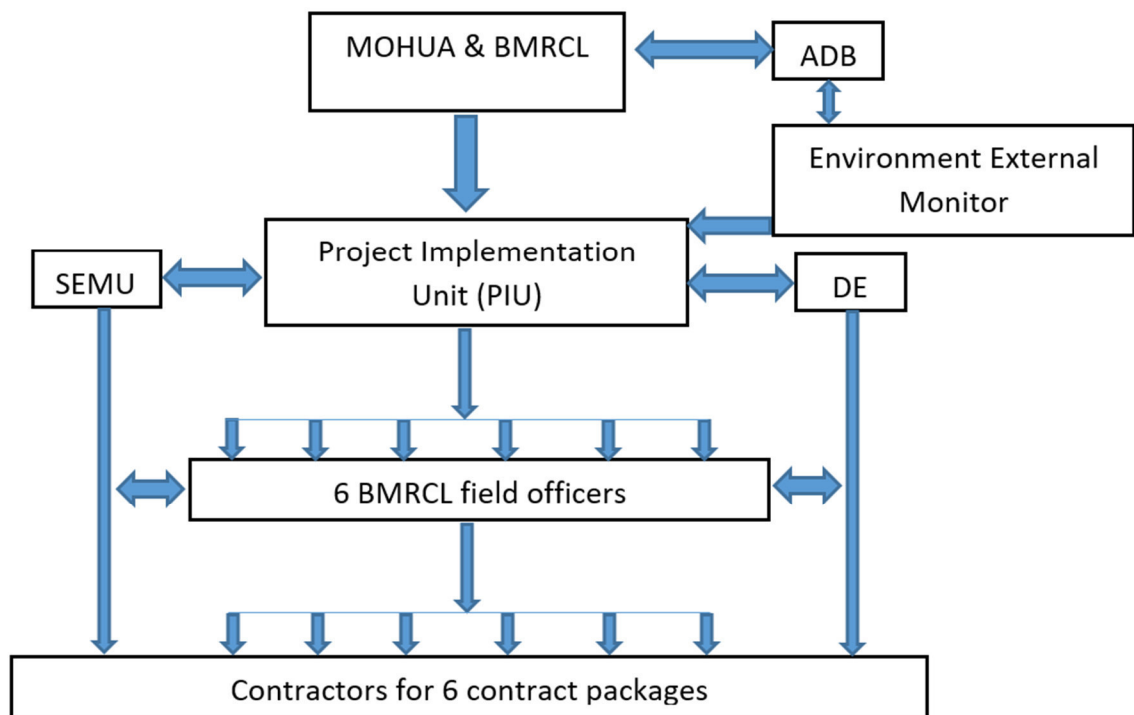 MOHUA & BMRCL
ADB
Environment External
Monitor
Project Implementation
Unit (PIU)
SEMU
DE
6 BMRCL field officers
Contractors for 6 contract packages